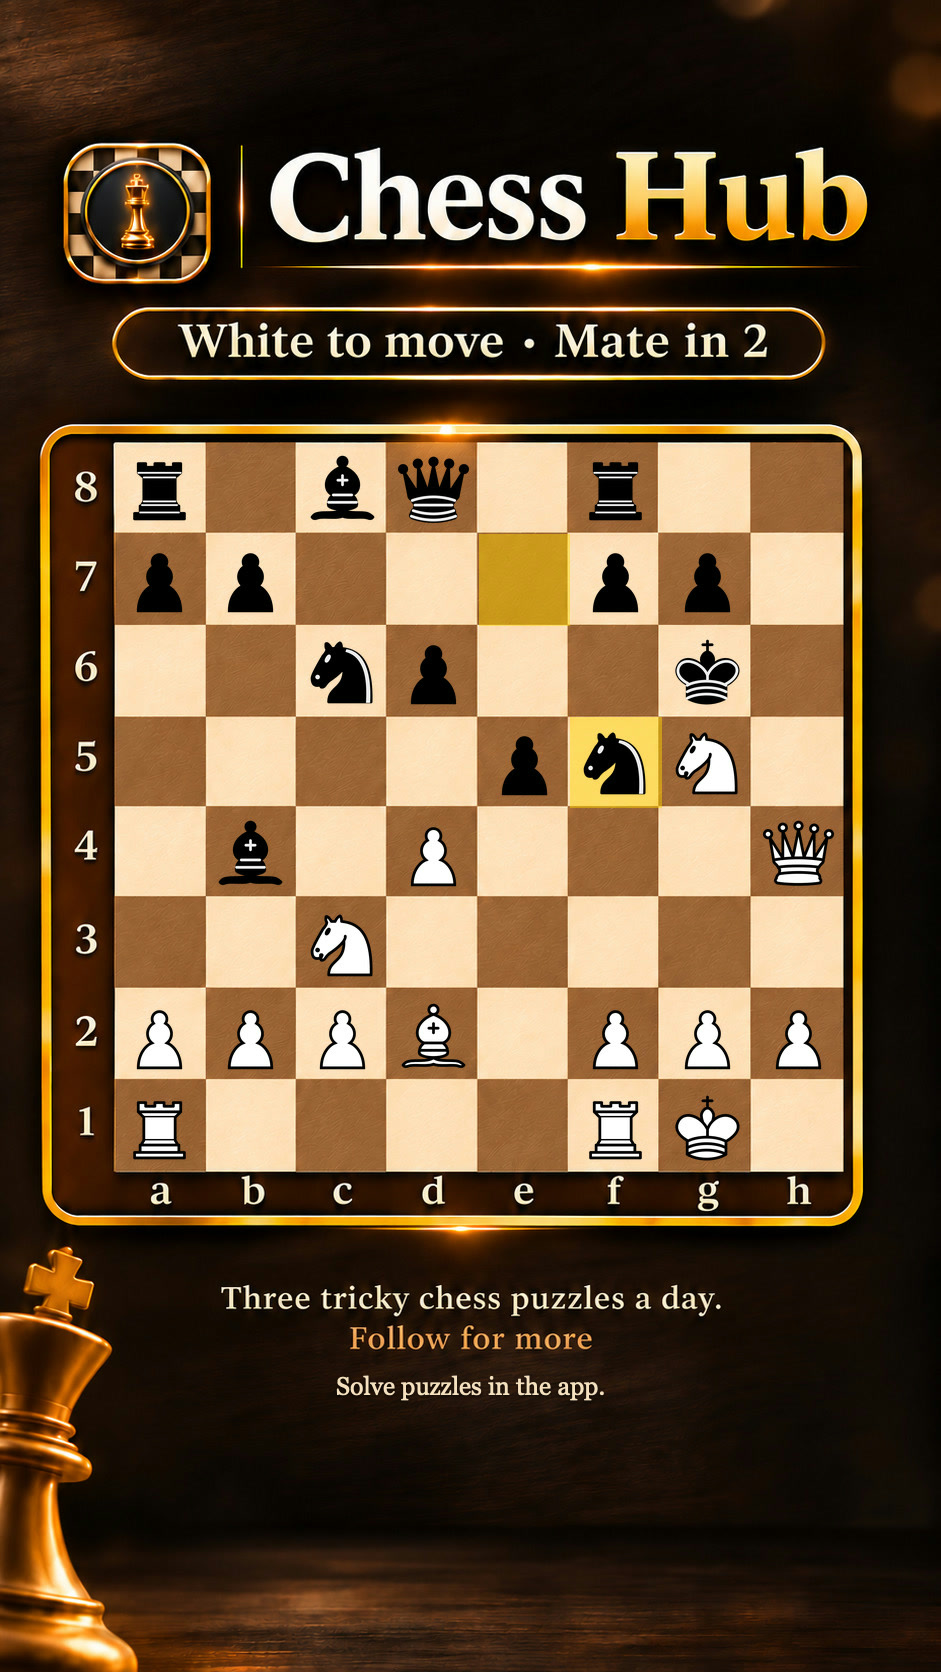 Chess Hub
White to move · Mate in 2
8
7
6
5
4
3
2
1
a b c d e f g h
Three tricky chess puzzles a day.
Follow for more
Solve puzzles in the app.